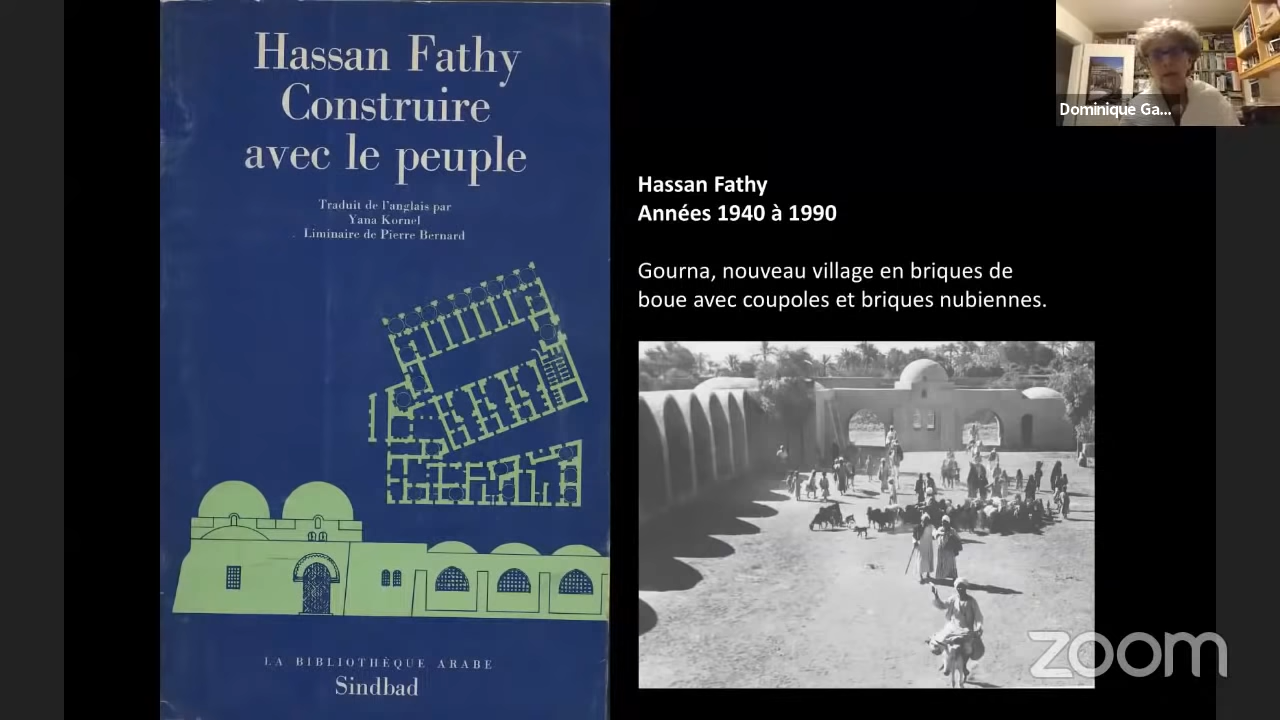 Hassan Fathy
Construire
avec le peuple
Traduit de l'anglais par
Yana Kornel
Liminaire de Pierre Bernard
LA BIBLIOTHÈQUE ARABE
Sindbad
Dominique Ga...
Hassan Fathy
Années 1940 à 1990
Gourna, nouveau village en briques de
boue avec coupoles et briques nubiennes.
zoom